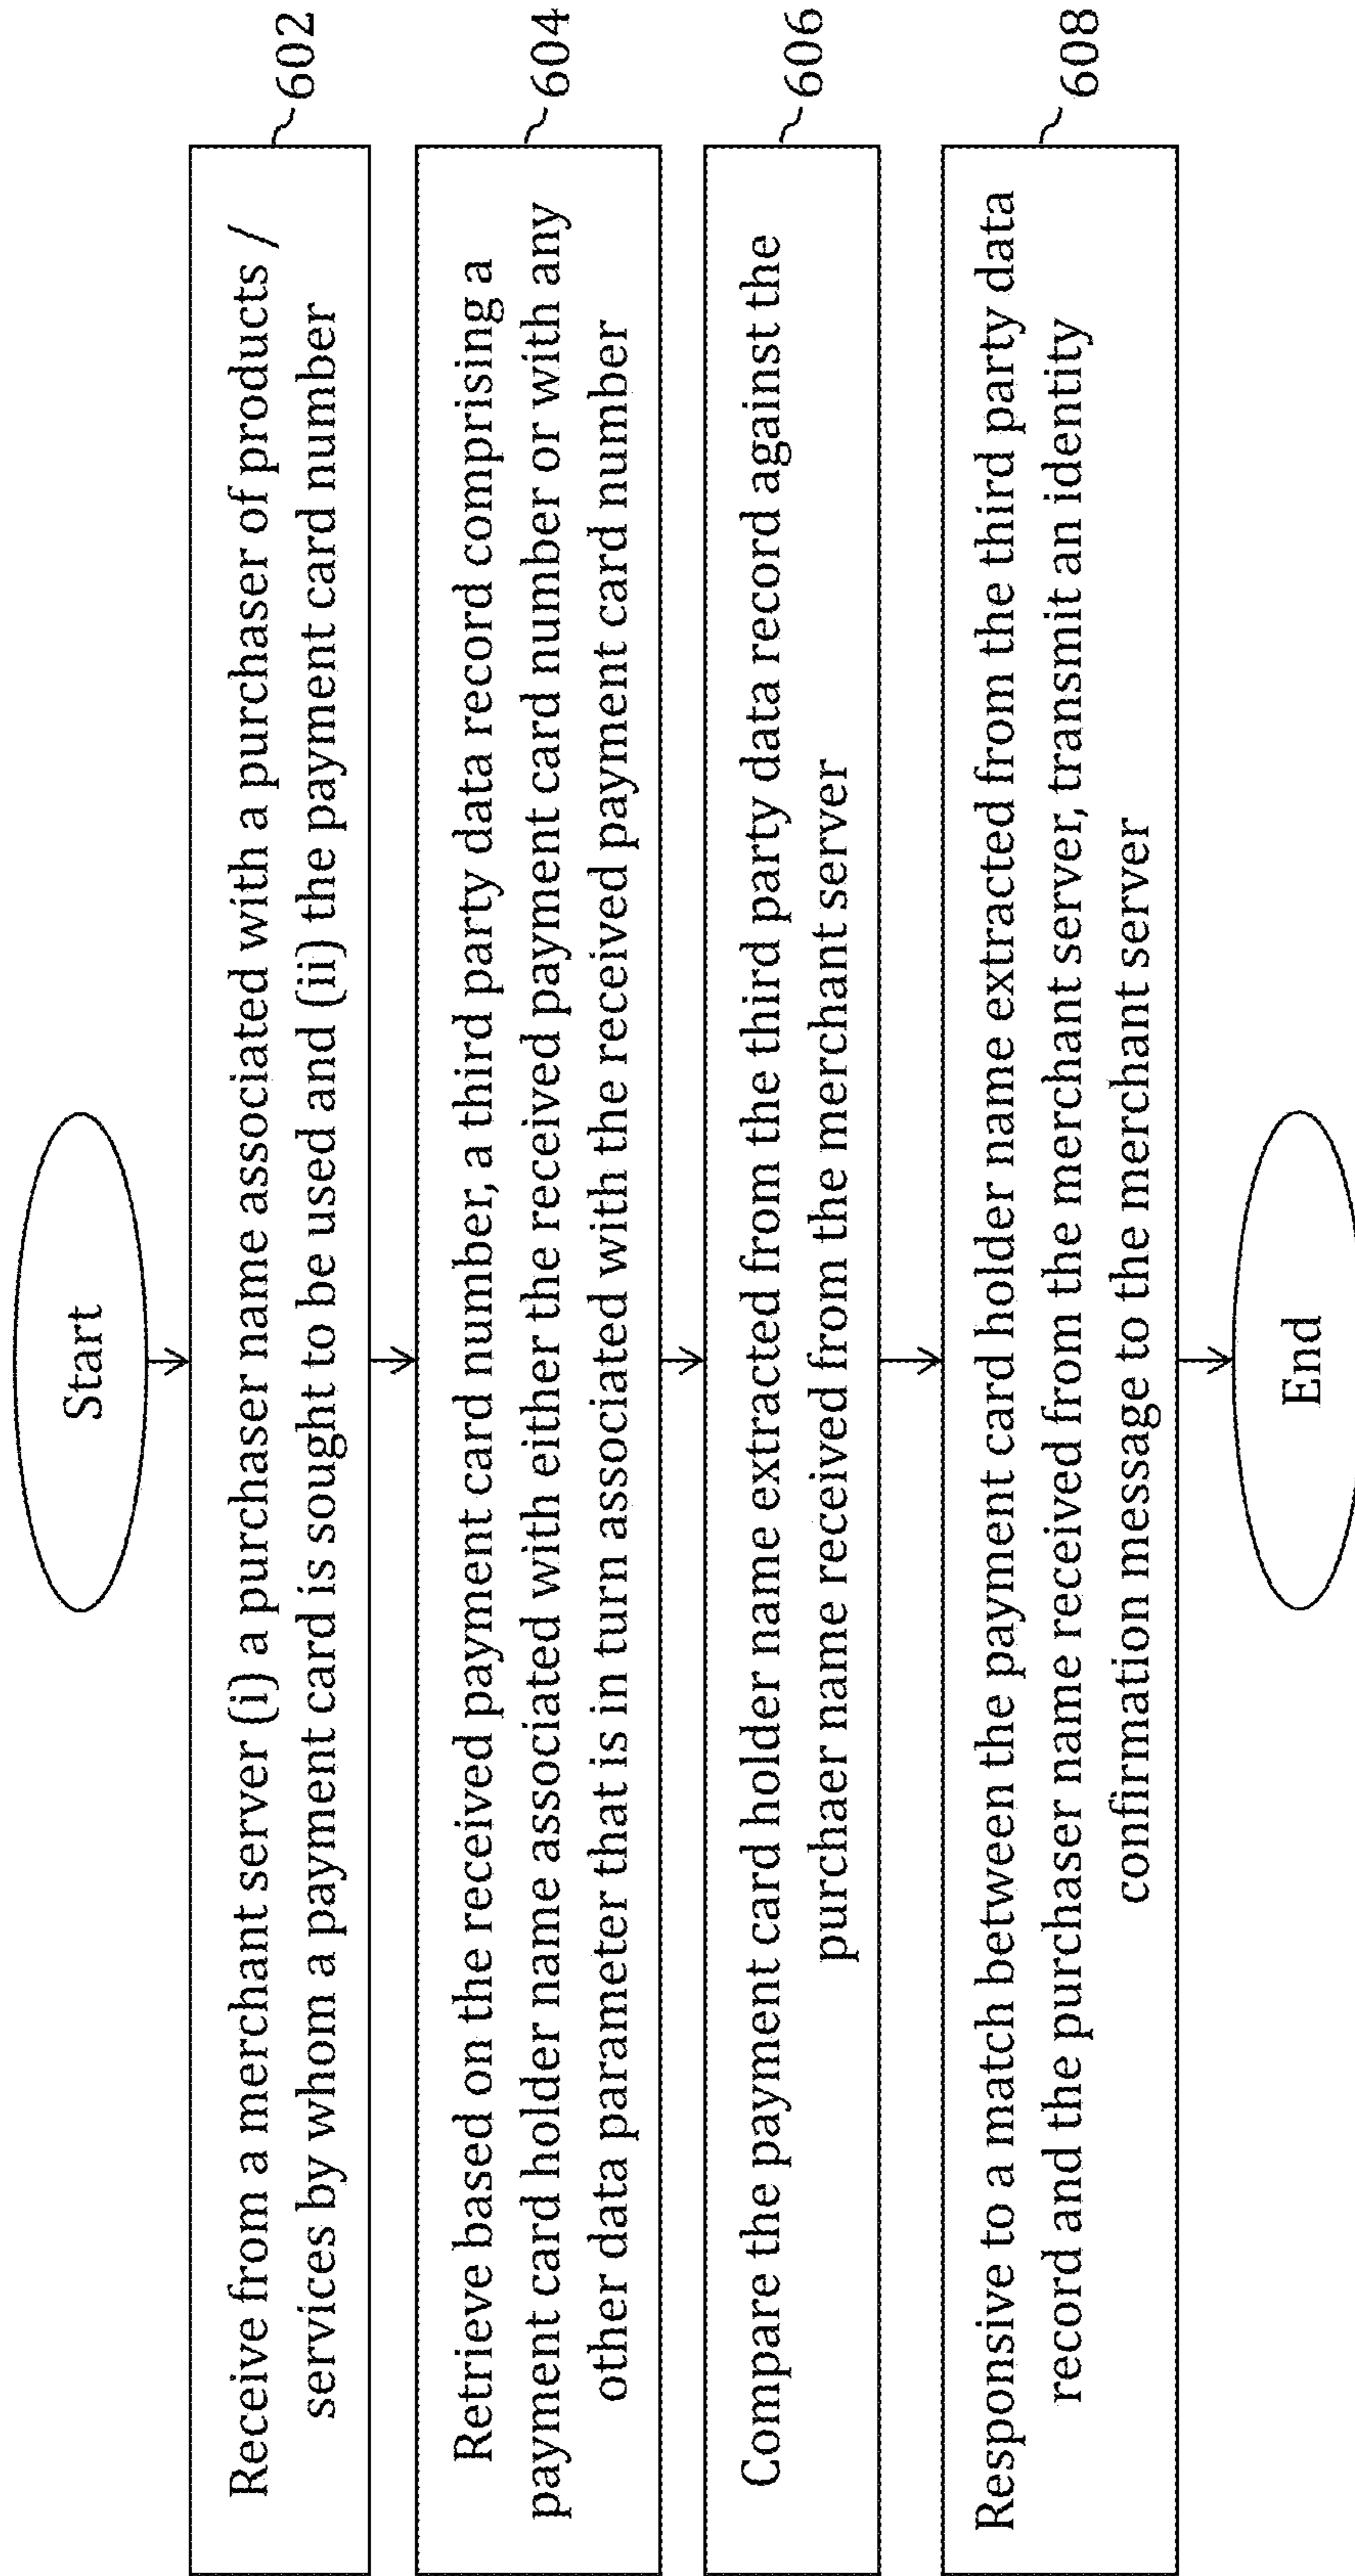 Start
Receive from a merchant server (i) a purchaser name associated with a purchaser of products /
services by whom a payment card is sought to be used and (ii) the payment card number
602
Retrieve based on the received payment card number, a third party data record comprising a
payment card holder name associated with either the received payment card number or with any
other data parameter that is in turn associated with the received payment card number
604
Compare the payment card holder name extracted from the third party data record against the
purchaer name received from the merchant server
606
Responsive to a match between the payment card holder name extracted from the third party data
record and the purchaser name received from the merchant server, transmit an identity
confirmation message to the merchant server
608
End